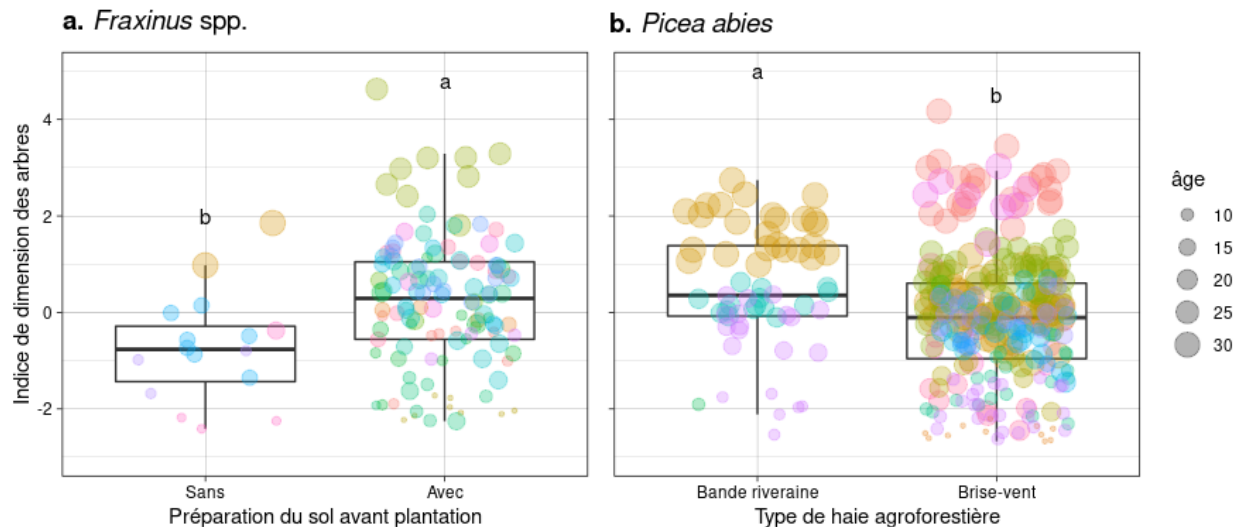 a. Fraxinus spp.
b. Picea abies
Indice de dimension des arbres
4
2
0
-2
b
a
a
b
Sans
Avec
Préparation du sol avant plantation
Bande riveraine
Brise-vent
Type de haie agroforestière
âge
10
15
20
25
30